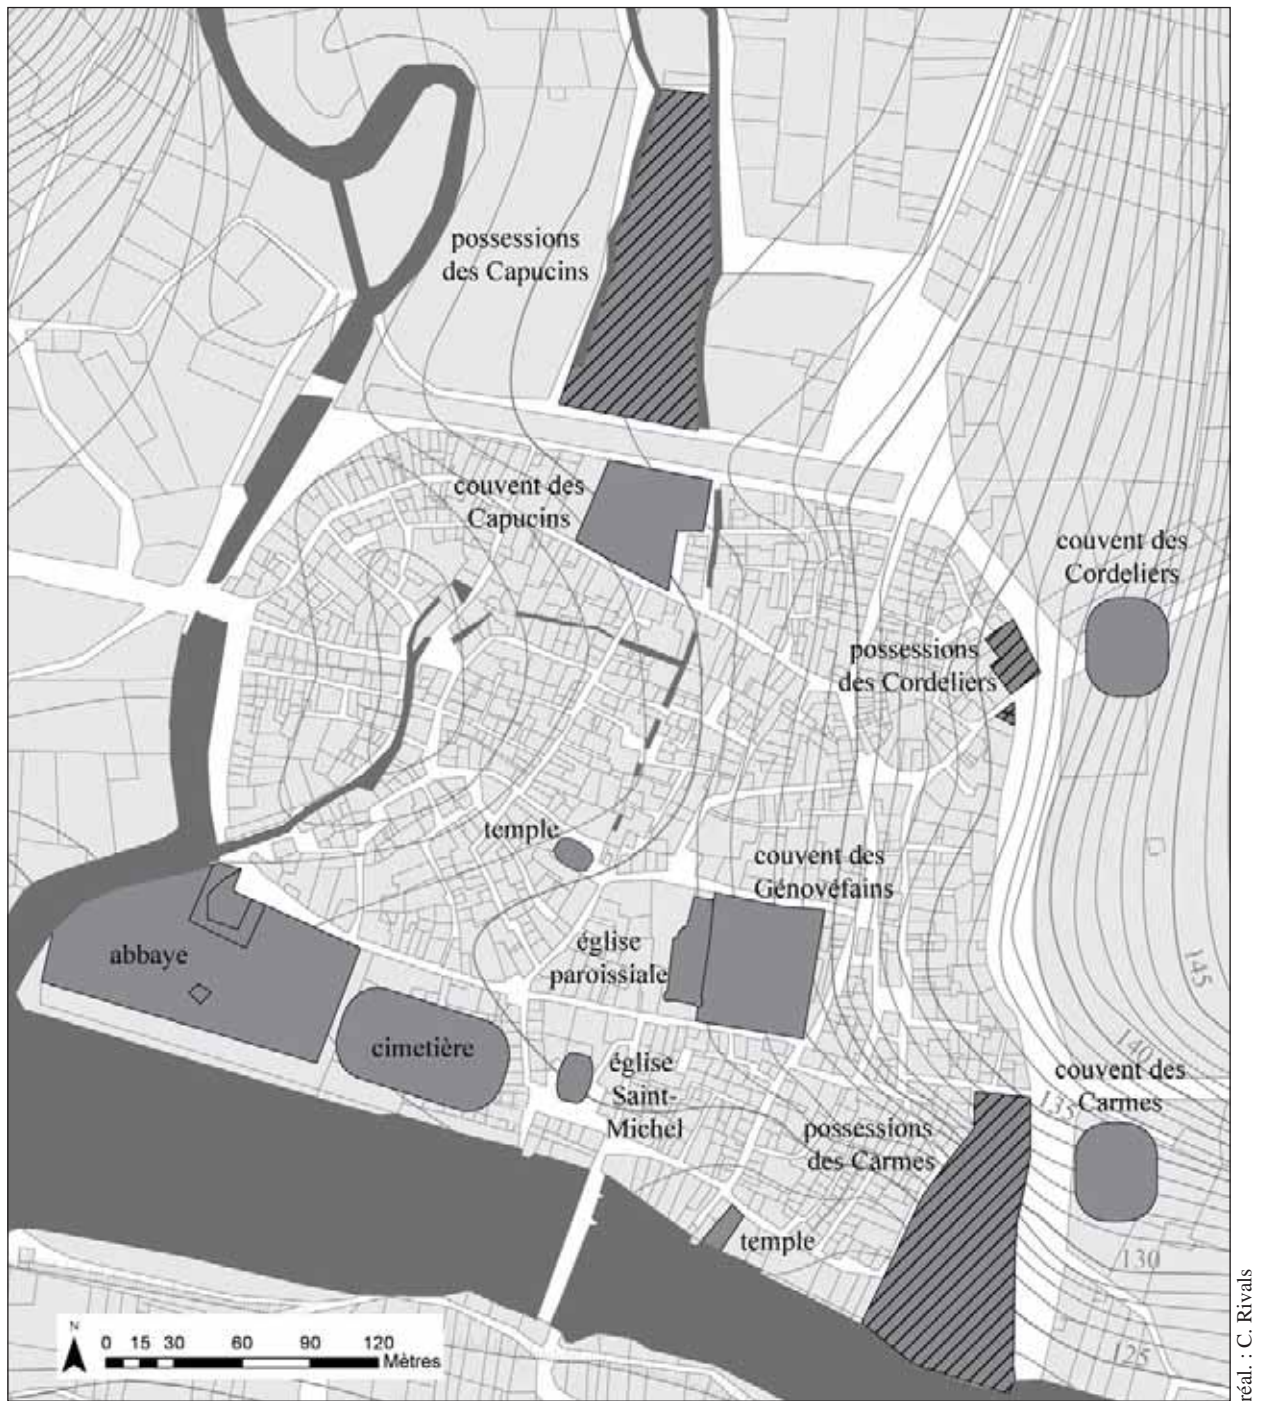 possessions
des Capucins
couvent des
Capucins
couvent des
Cordeliers
possessions
des Cordeliers
temple
couvent des
Génovéfains
église
paroissiale
abbaye
cimetière
église
Saint-
Michel
145
140
135
couvent des
Carmes
possessions
des Carmes
temple
130
125
N
0 15 30 60 90 120
Mètres
réal. : C. Rivals